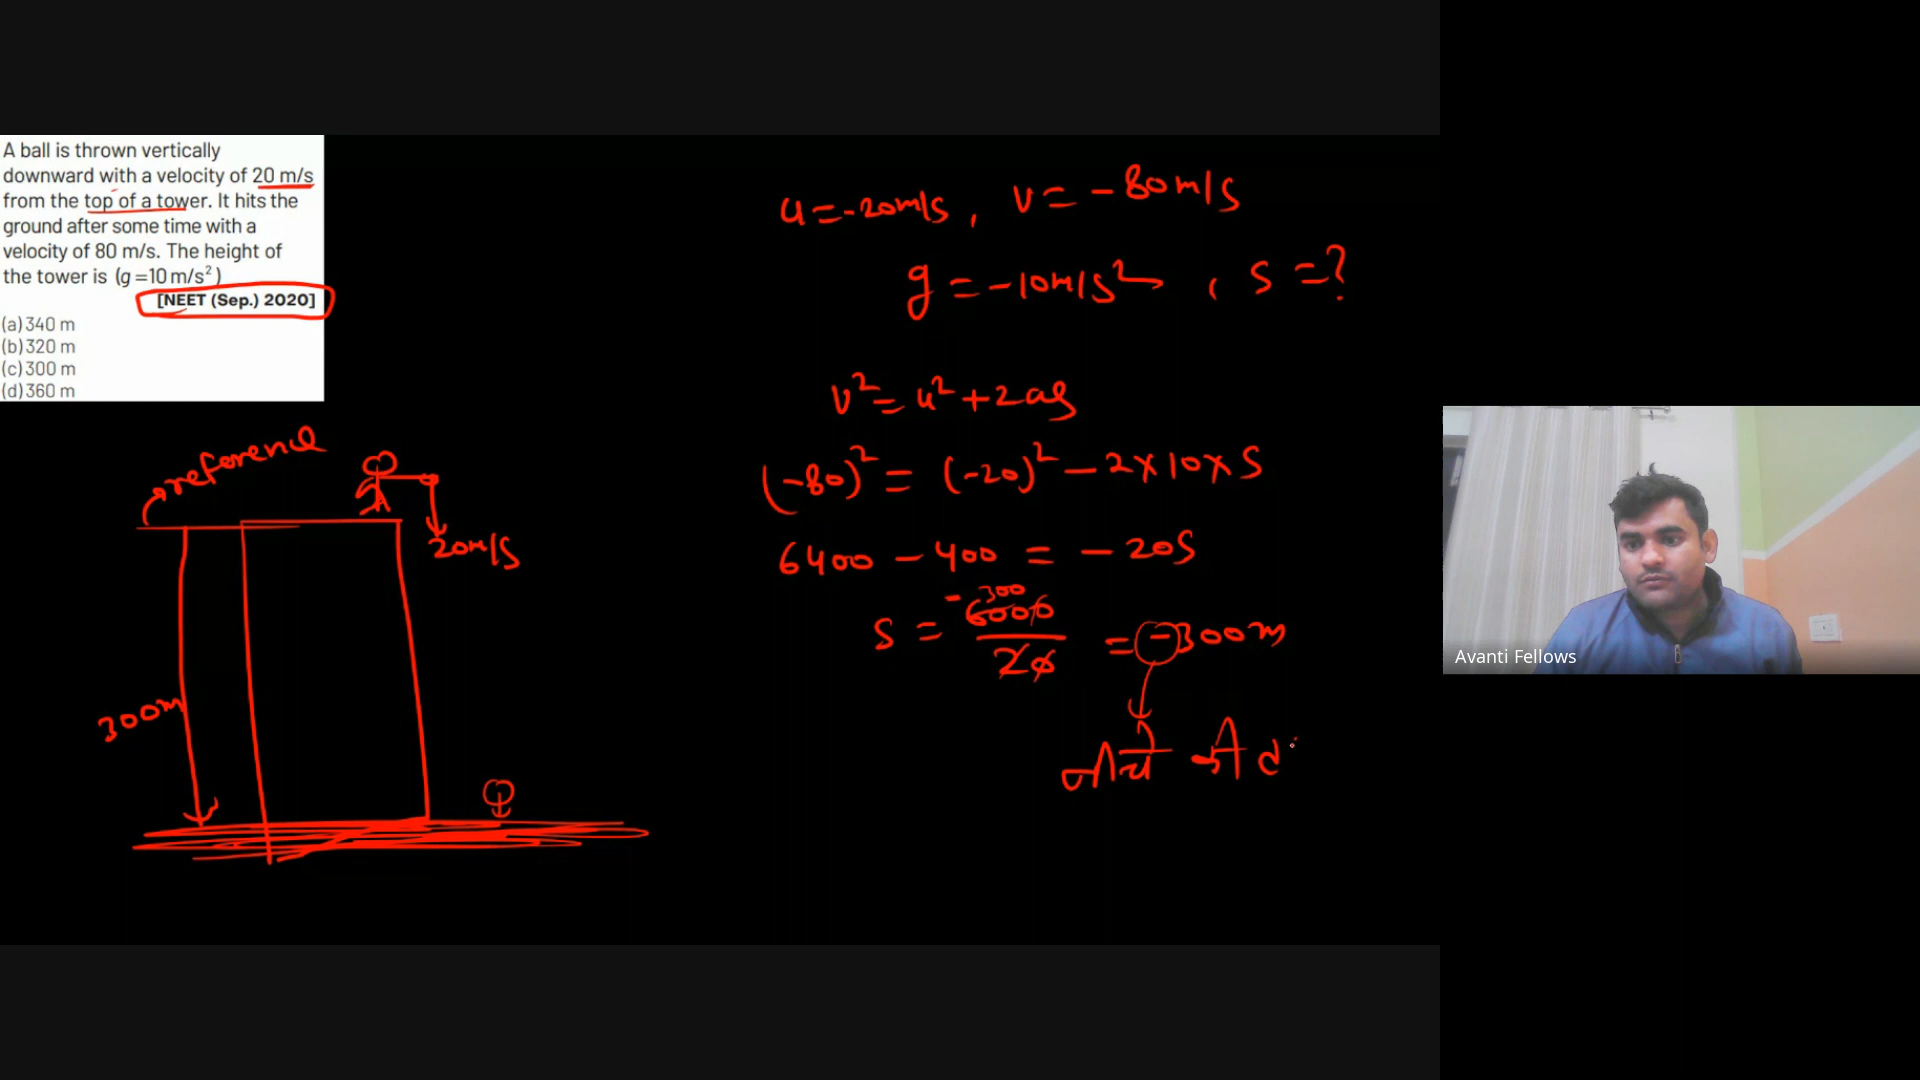 A ball is thrown vertically
downward with a velocity of 20 m/s
from the top of a tower. It hits the
ground after some time with a
velocity of 80 m/s. The height of
the tower is (g =10 m/s²)
[NEET (Sep.) 2020]
(a) 340 m
(b) 320 m
(c) 300 m
(d) 360 m
reference
20m/s
300m
u = -20m/s , v = -80m/s
g = -10m/s² , s = ?
v² = u² + 2as
(-80)² = (-20)² - 2×10×s
6400 - 400 = - 20s
300
s = -6000/20 = -300m
Avanti Fellows